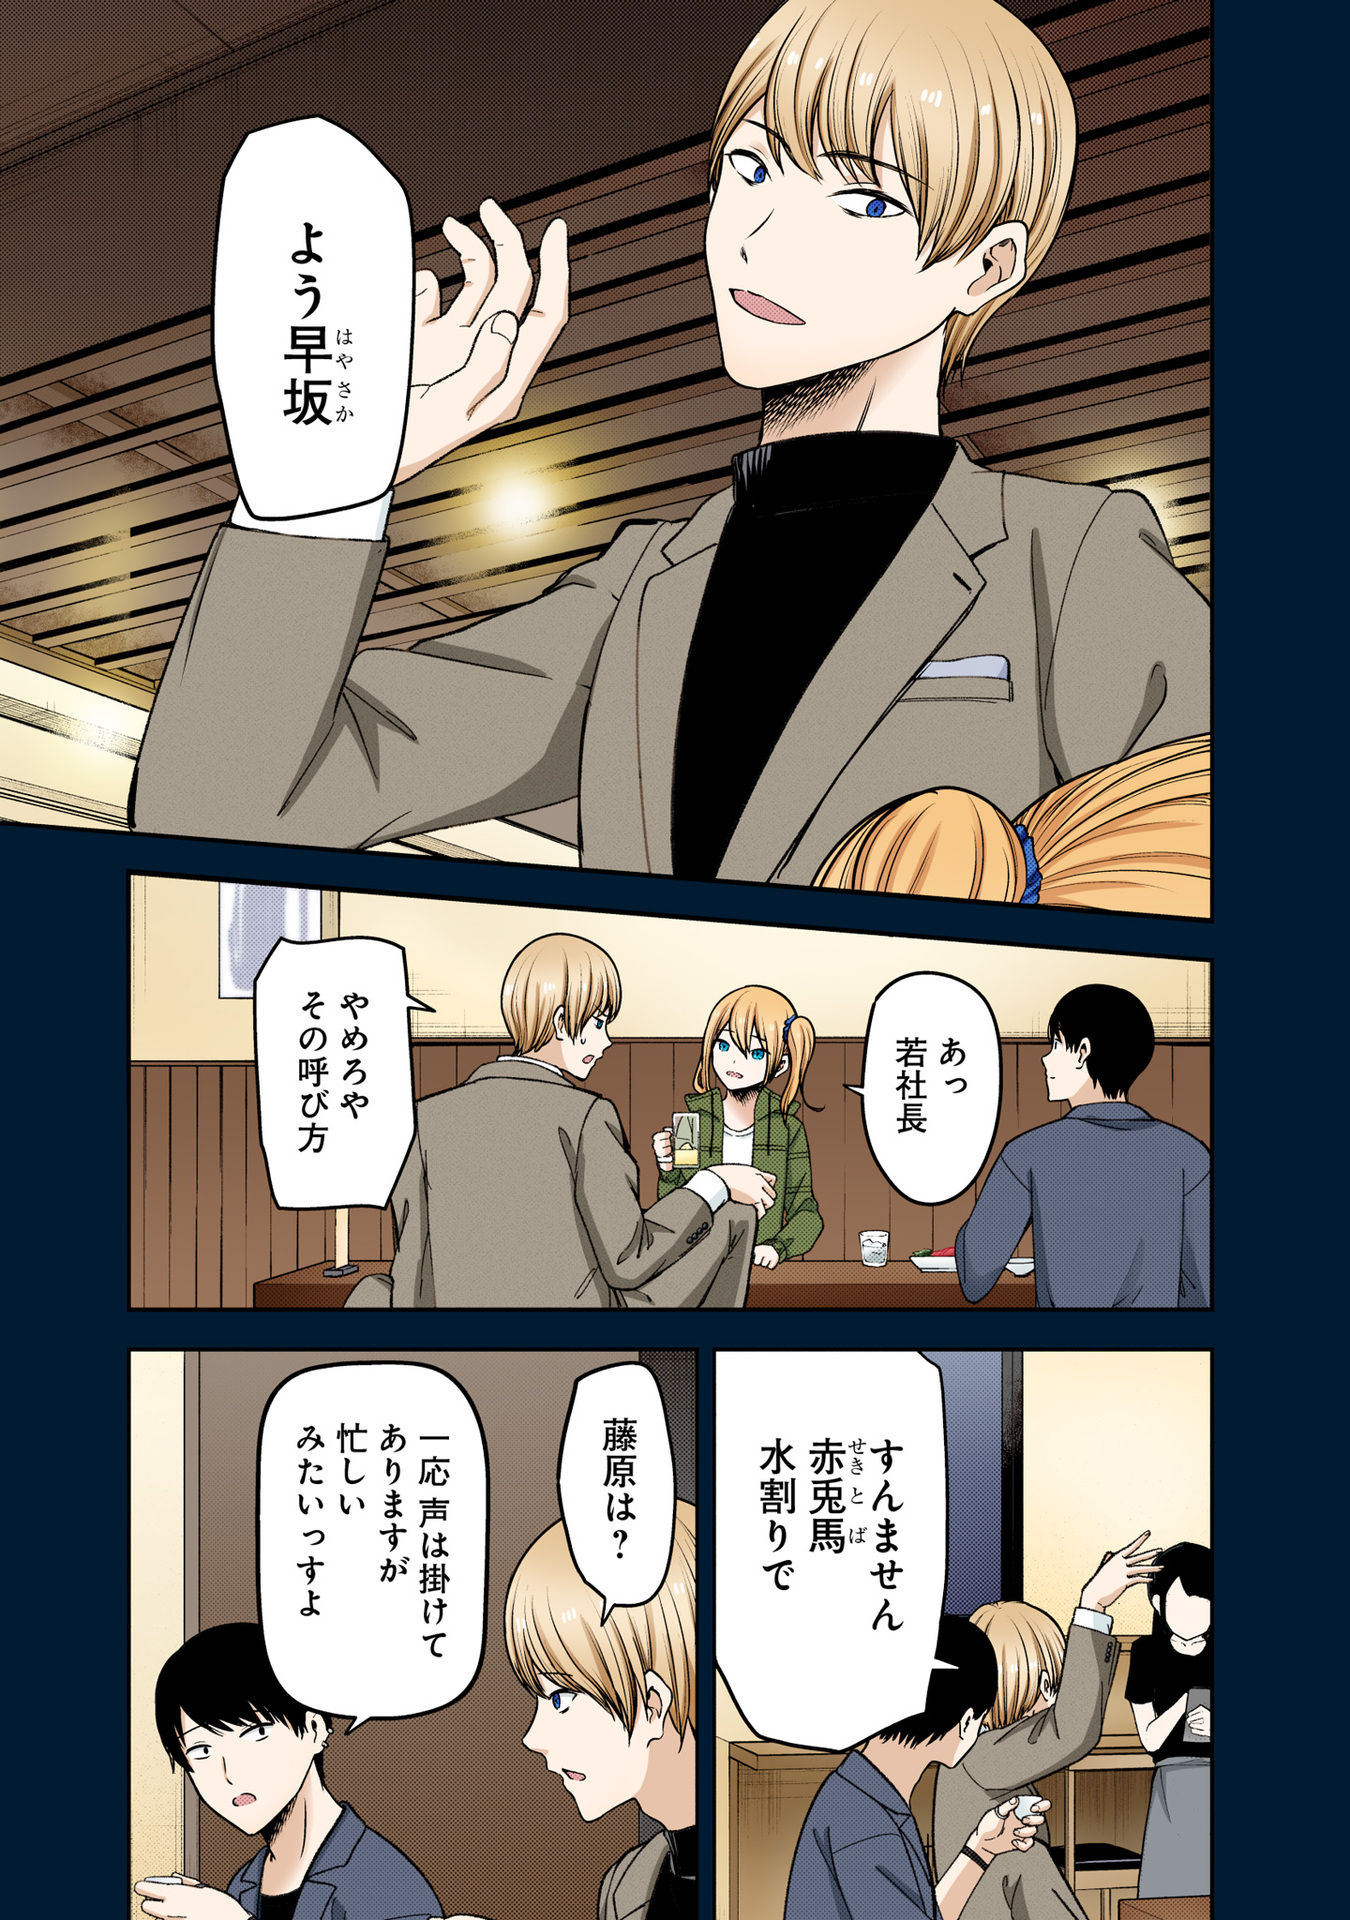 よう早坂
はやさか
あっ
若社長
やめろや
その呼び方
すんません
赤兎馬
せきとば
水割りで
藤原は?
一応 声は掛けて
ありますが
忙しい
みたいっすよ